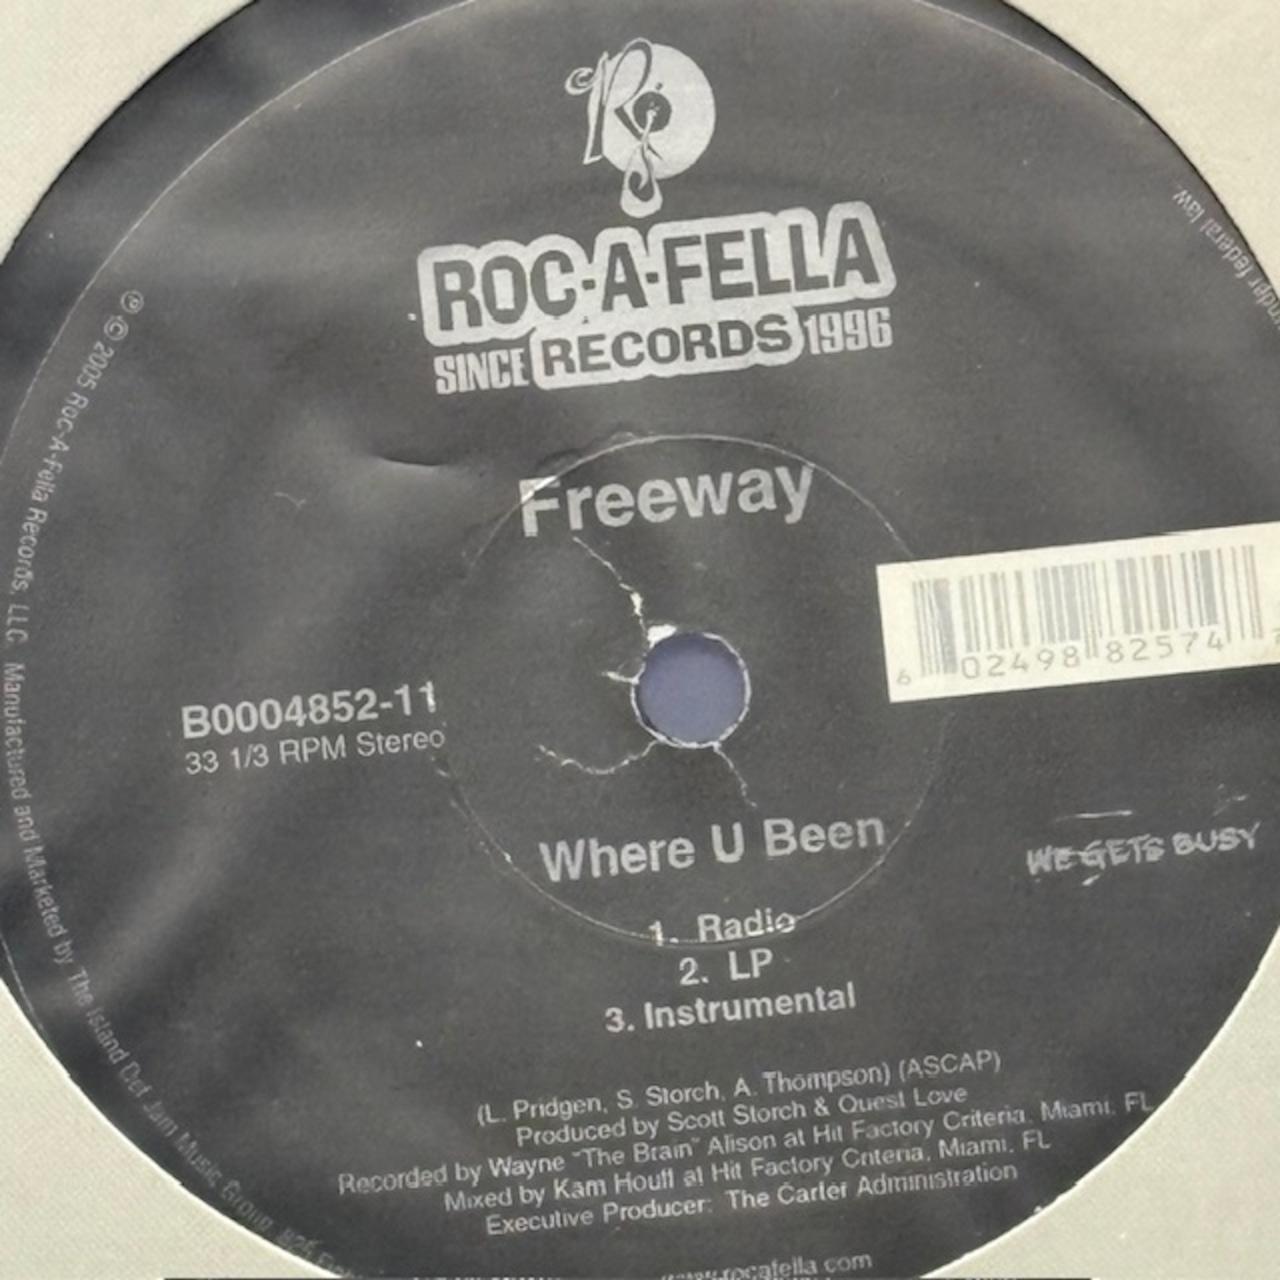 ROC-A-FELLA
SINCE RECORDS 1996
Freeway
6 02498 82574
B0004852-11
33 1/3 RPM Stereo
Where U Been
WE GETS BUSY
1. Radio
2. LP
3. Instrumental
(L. Pridgen, S. Storch, A. Thompson) (ASCAP)
Produced by Scott Storch & Quest Love
Recorded by Wayne "The Brain" Alison at Hit Factory Criteria, Miami, FL
Mixed by Kam Houff at Hit Factory Criteria, Miami, FL
Executive Producer: The Carter Administration
www.rocafella.com
℗ © 2005 Roc-A-Fella Records, LLC. Manufactured and Marketed by The Island Def Jam Music Group, 825
federal law.